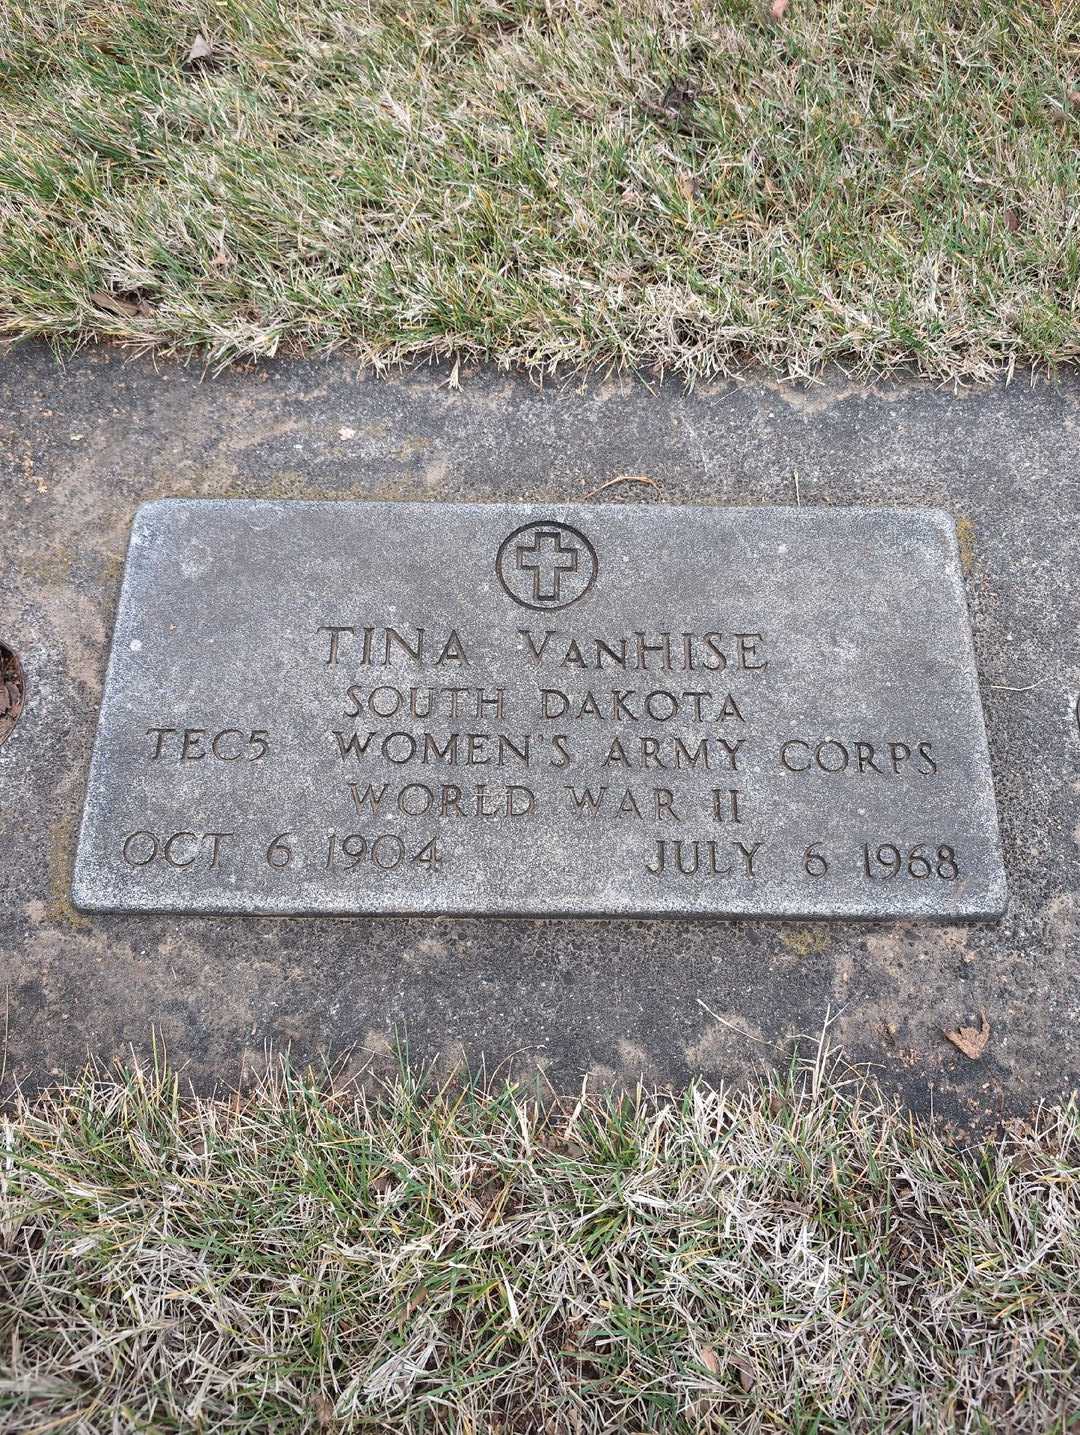 TINA VANHISE
SOUTH DAKOTA
TEC5 WOMEN'S ARMY CORPS
WORLD WAR II
OCT 6 1904 JULY 6 1968